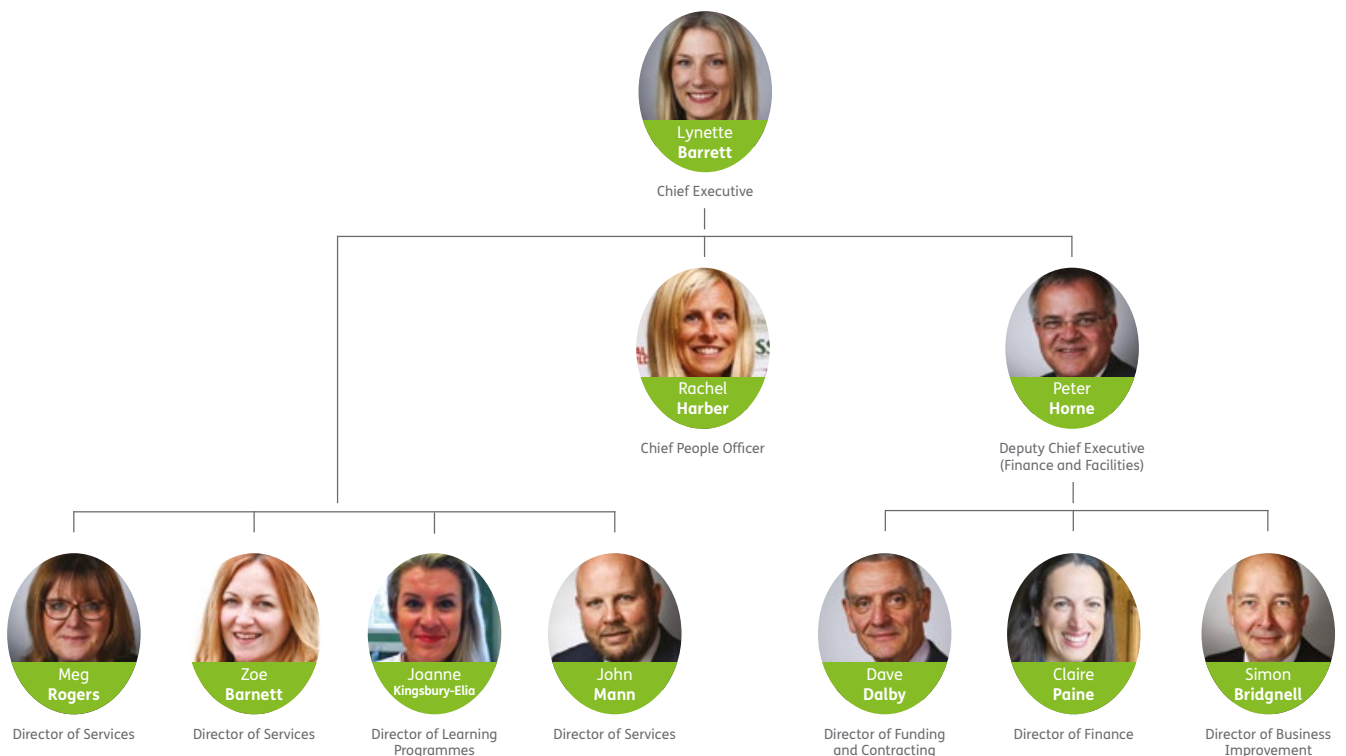 Lynette
Barrett
Chief Executive
Rachel
Harber
Chief People Officer
Peter
Horne
Deputy Chief Executive
(Finance and Facilities)
Meg
Rogers
Director of Services
Zoe
Barnett
Director of Services
Joanne
Kingsbury-Elia
Director of Learning
Programmes
John
Mann
Director of Services
Dave
Dalby
Director of Funding
and Contracting
Claire
Paine
Director of Finance
Simon
Bridgnell
Director of Business
Improvement